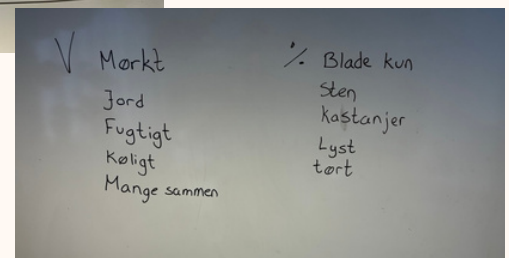 V Mørkt
Jord
Fugtigt
Køligt
Mange sammen
٪ Blade kun
Sten
kastanjer
Lyst
tørt